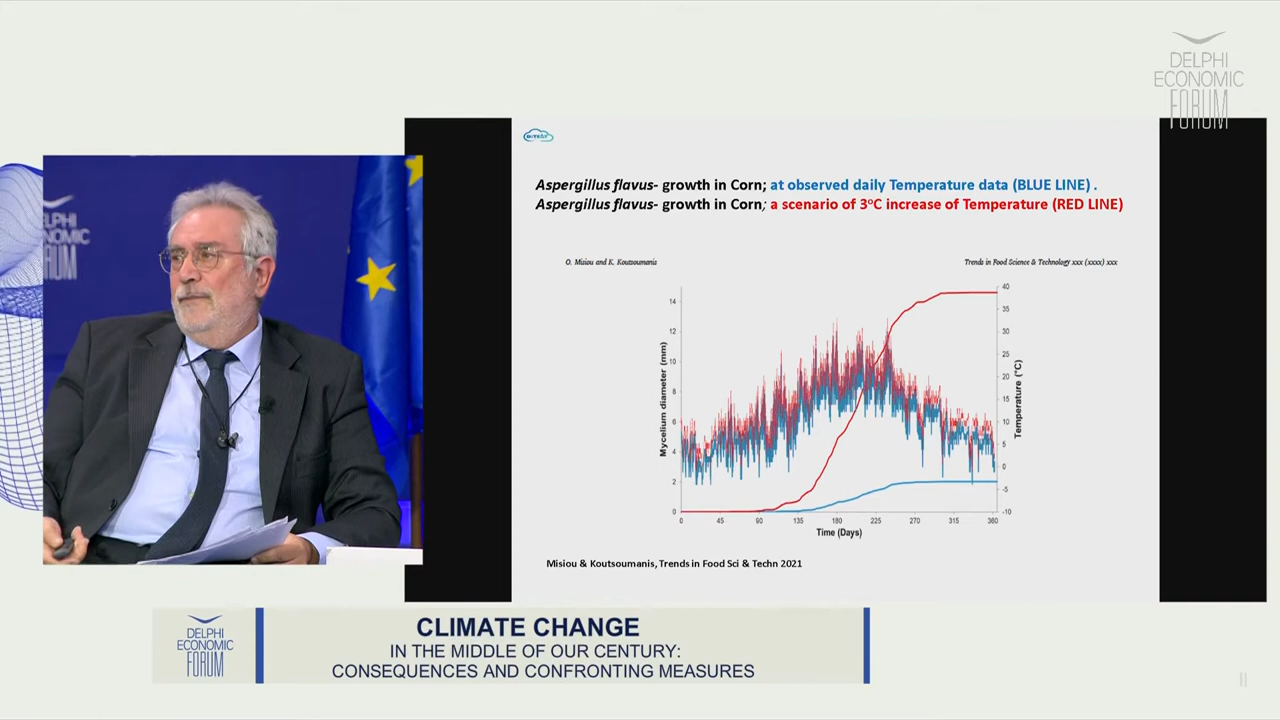 DELPHI
ECONOMIC
FORUM
DELPHI
ECONOMIC
FORUM
Aspergillus flavus- growth in Corn; at observed daily Temperature data (BLUE LINE) .
Aspergillus flavus- growth in Corn; a scenario of 3ºC increase of Temperature (RED LINE)
O. Misiou and K. Koutsoumanis
Trends in Food Science & Technology xxx (xxxx) xxx
Mycelium diameter (mm)
14
12
10
8
6
4
2
0
40
35
30
25
20
15
10
5
0
-5
-10
Temperature (°C)
0 45 90 135 180 225 270 315 360
Time (Days)
Misiou & Koutsoumanis, Trends in Food Sci & Techn 2021
DELPHI
ECONOMIC
FORUM
CLIMATE CHANGE
IN THE MIDDLE OF OUR CENTURY:
CONSEQUENCES AND CONFRONTING MEASURES